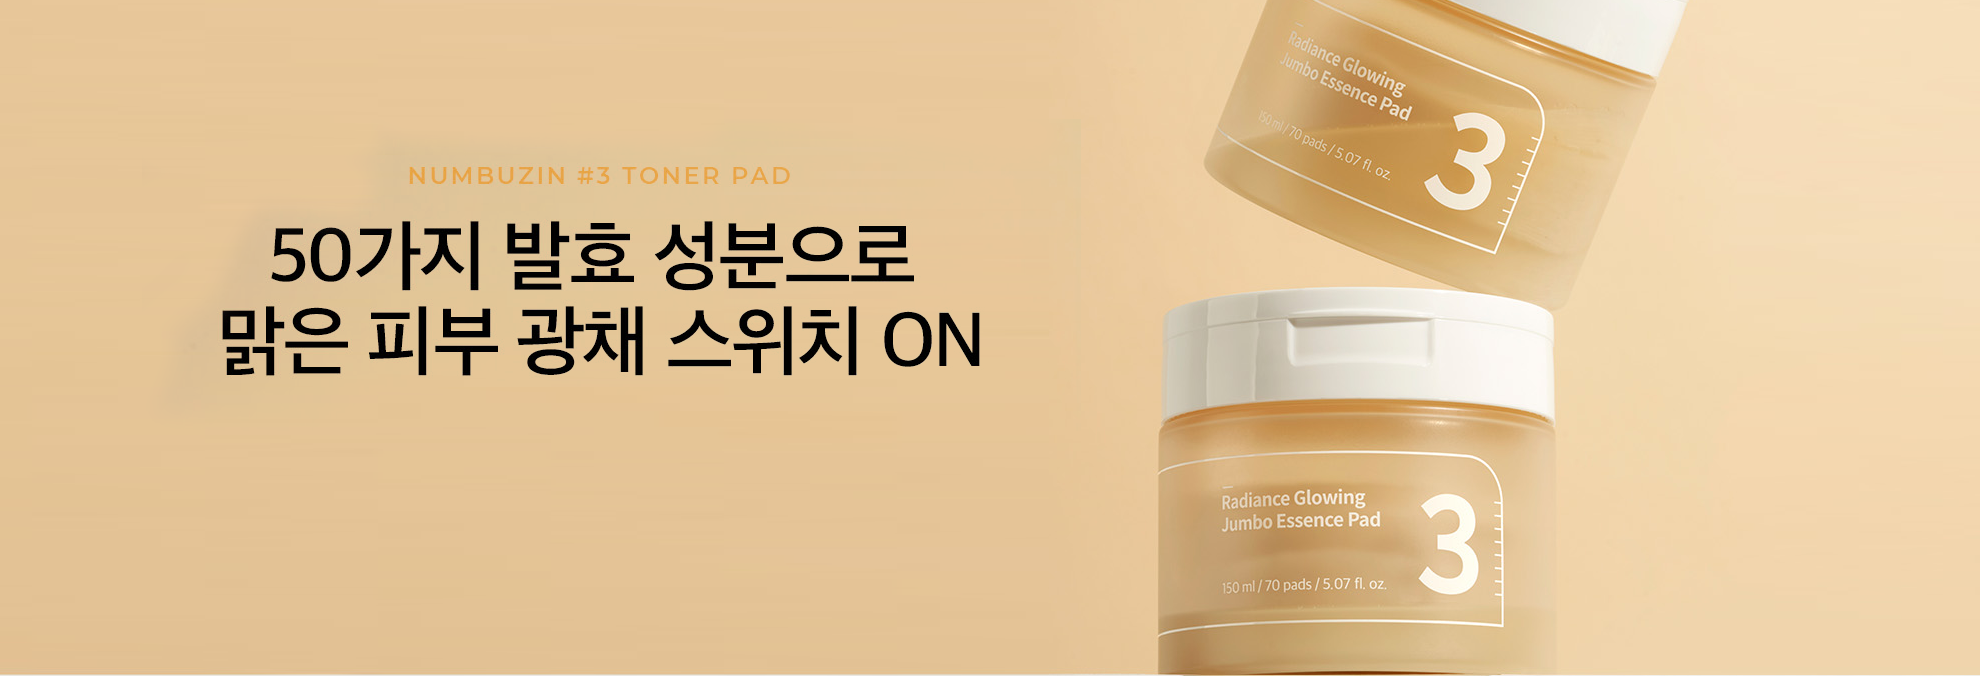 NUMBUZIN #3 TONER PAD
50가지 발효 성분으로
맑은 피부 광채 스위치 ON
Radiance Glowing
Jumbo Essence Pad
150 ml / 70 pads / 5.07 fl. oz.
3
Radiance Glowing
Jumbo Essence Pad
150 ml / 70 pads / 5.07 fl. oz.
3